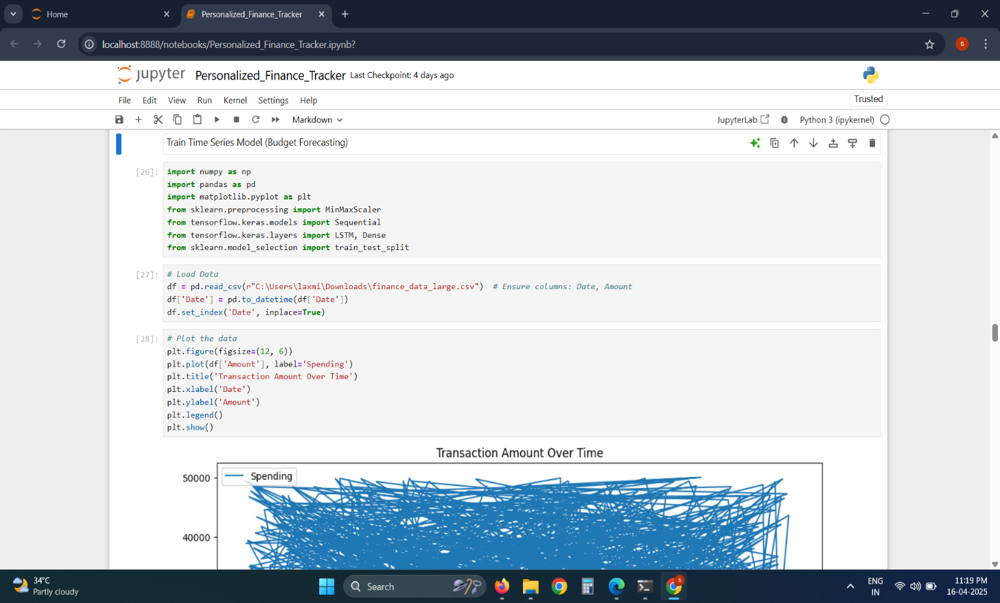 Home
Personalized_Finance_Tracker
localhost:8888/notebooks/Personalized_Finance_Tracker.ipynb?
s
jupyter Personalized_Finance_Tracker Last Checkpoint: 4 days ago
File Edit View Run Kernel Settings Help
Trusted
Markdown
JupyterLab
Python 3 (ipykernel)
Train Time Series Model (Budget Forecasting)
[26]: import numpy as np
import pandas as pd
import matplotlib.pyplot as plt
from sklearn.preprocessing import MinMaxScaler
from tensorflow.keras.models import Sequential
from tensorflow.keras.layers import LSTM, Dense
from sklearn.model_selection import train_test_split
[27]: # Load Data
df = pd.read_csv(r"C:\Users\laxmi\Downloads\finance_data_large.csv") # Ensure columns: Date, Amount
df['Date'] = pd.to_datetime(df['Date'])
df.set_index('Date', inplace=True)
[28]: # Plot the data
plt.figure(figsize=(12, 6))
plt.plot(df['Amount'], label='Spending')
plt.title('Transaction Amount Over Time')
plt.xlabel('Date')
plt.ylabel('Amount')
plt.legend()
plt.show()
Transaction Amount Over Time
50000
Spending
40000
34°C
Partly cloudy
Search
s
ENG
IN
11:19 PM
16-04-2025